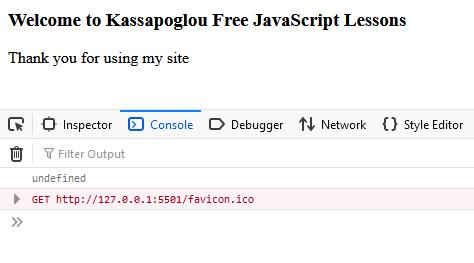 Welcome to Kassapoglou Free JavaScript Lessons
Thank you for using my site
Inspector Console Debugger Network Style Editor
Filter Output
undefined
GET http://127.0.0.1:5501/favicon.ico